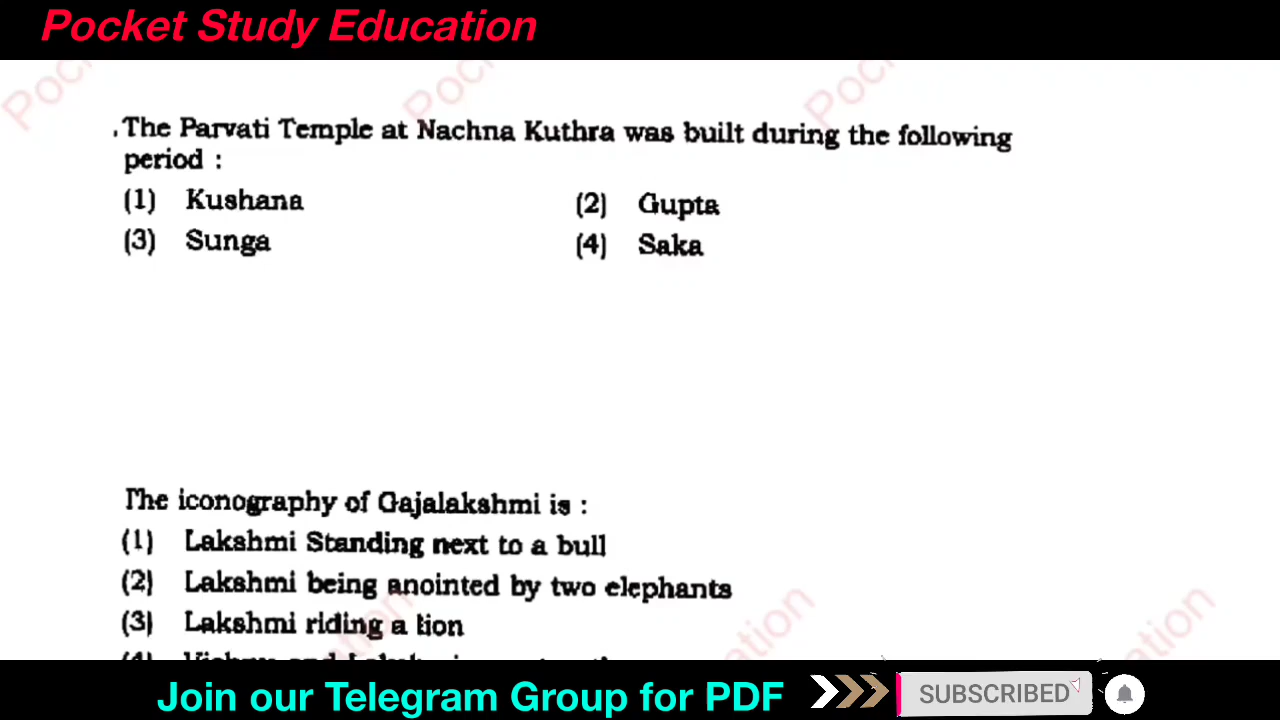 Pocket Study Education
.The Parvati Temple at Nachna Kuthra was built during the following
period :
(1) Kushana (2) Gupta
(3) Sunga (4) Saka
The iconography of Gajalakshmi is :
(1) Lakshmi Standing next to a bull
(2) Lakshmi being anointed by two elephants
(3) Lakshmi riding a lion
Join our Telegram Group for PDF SUBSCRIBED